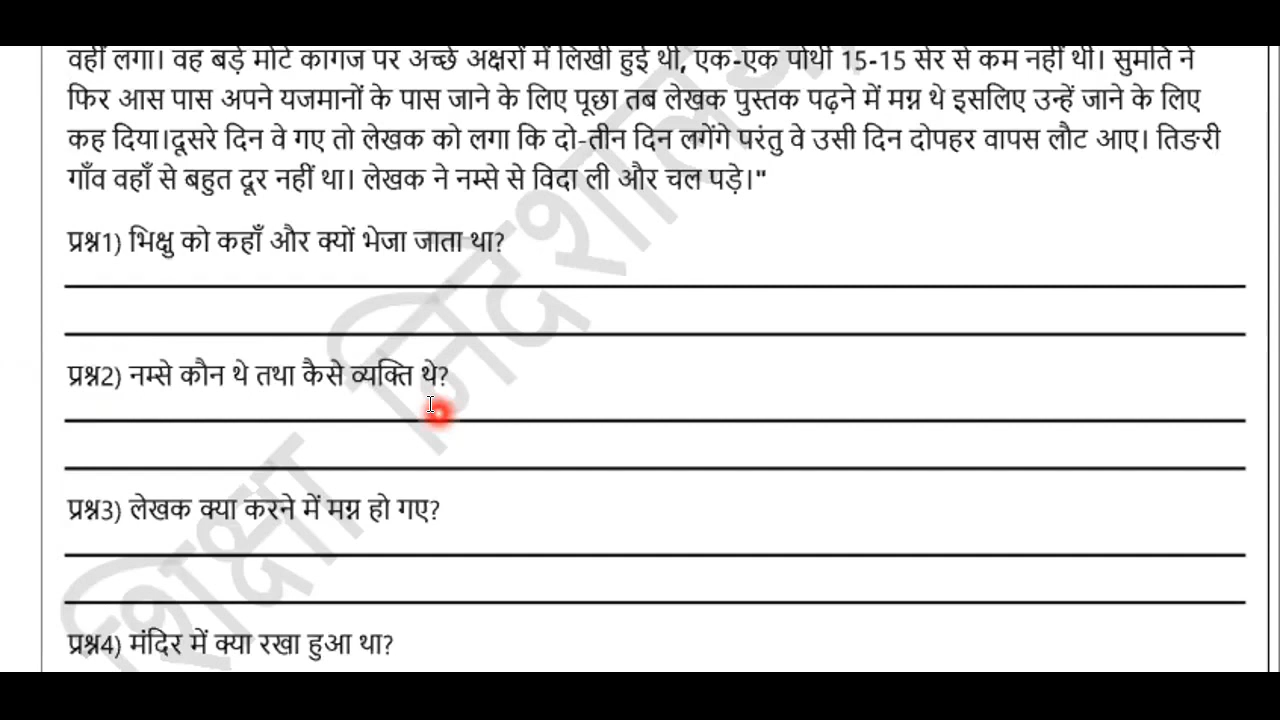 वहीं लगा। वह बड़े मोटे कागज पर अच्छे अक्षरों में लिखी हुई थी, एक-एक पोथी 15-15 सेर से कम नहीं थी। सुमति ने
फिर आस पास अपने यजमानों के पास जाने के लिए पूछा तब लेखक पुस्तक पढ़ने में मग्न थे इसलिए उन्हें जाने के लिए
कह दिया।दूसरे दिन वे गए तो लेखक को लगा कि दो-तीन दिन लगेंगे परंतु वे उसी दिन दोपहर वापस लौट आए। तिङरी
गाँव वहाँ से बहुत दूर नहीं था। लेखक ने नम्से से विदा ली और चल पड़े।"
प्रश्न1) भिक्षु को कहाँ और क्यों भेजा जाता था?
प्रश्न2) नम्से कौन थे तथा कैसे व्यक्ति थे?
प्रश्न3) लेखक क्या करने में मग्न हो गए?
प्रश्न4) मंदिर में क्या रखा हुआ था?
शिक्षा निदेशालय